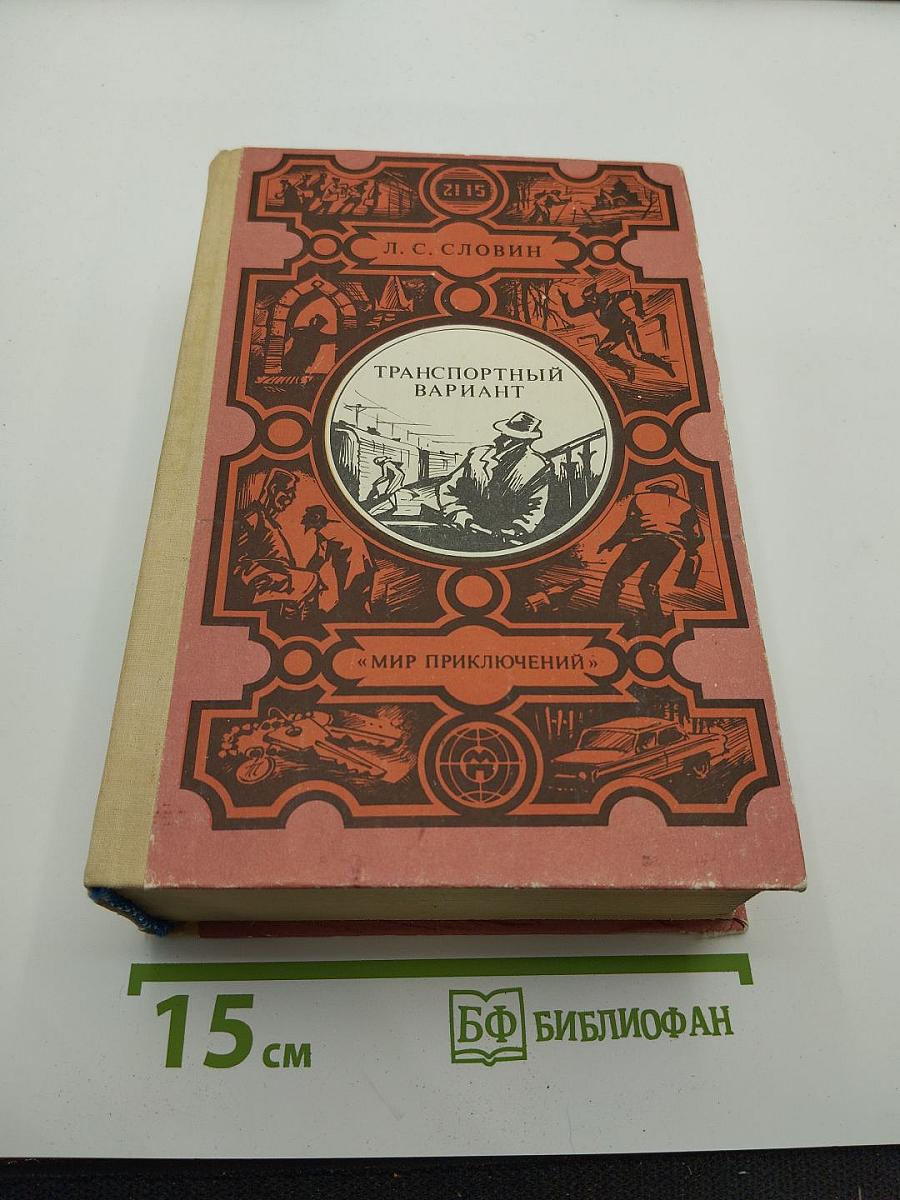 21 15
Л. С. СЛОВИН
ТРАНСПОРТНЫЙ
ВАРИАНТ
«МИР ПРИКЛЮЧЕНИЙ»
М
15 см
БФ БИБЛИОФАН